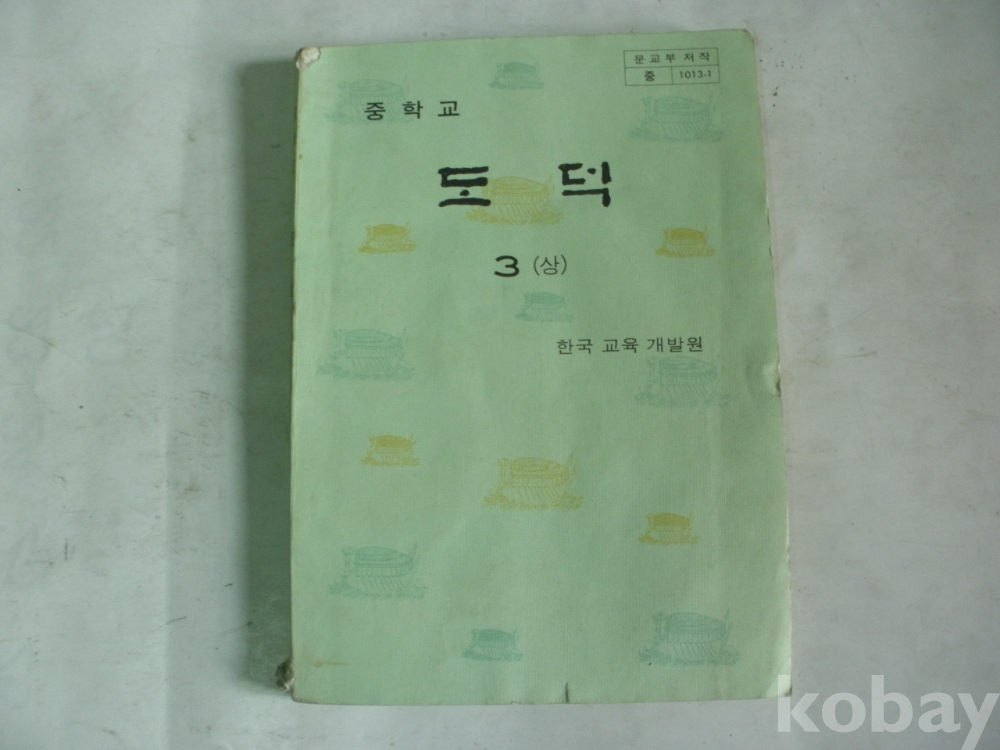 문교부 저작
중 1013-1
중학교
도덕
3 (상)
한국 교육 개발원
kobay